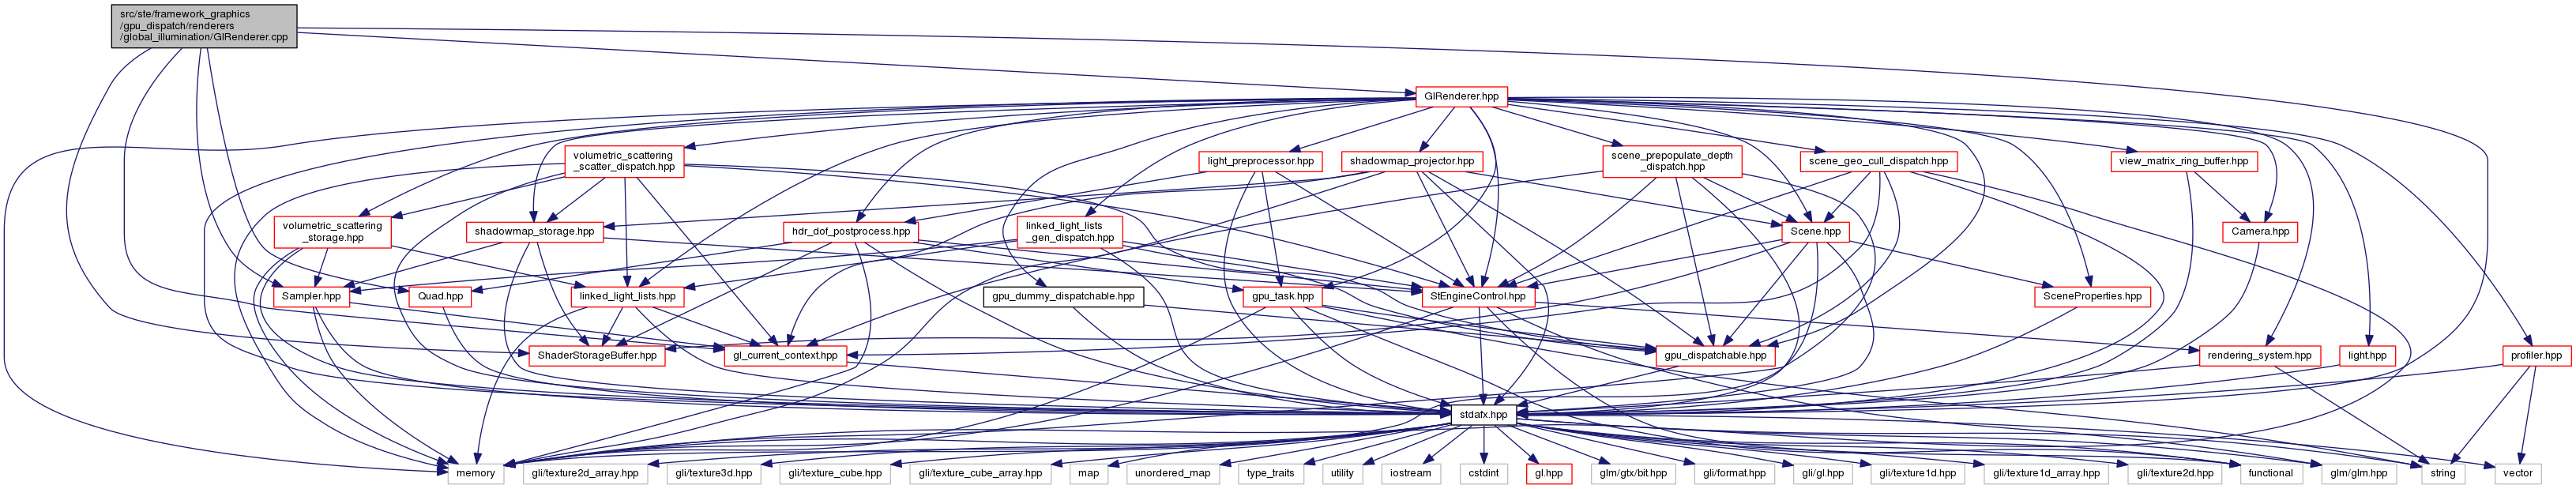 src/ste/framework_graphics
/gpu_dispatch/renderers
/global_illumination/GIRenderer.cpp
GIRenderer.hpp
volumetric_scattering
_scatter_dispatch.hpp
light_preprocessor.hpp
shadowmap_projector.hpp
scene_prepopulate_depth
_dispatch.hpp
scene_geo_cull_dispatch.hpp
view_matrix_ring_buffer.hpp
volumetric_scattering
_storage.hpp
shadowmap_storage.hpp
hdr_dof_postprocess.hpp
linked_light_lists
_gen_dispatch.hpp
Scene.hpp
Camera.hpp
Sampler.hpp
Quad.hpp
linked_light_lists.hpp
gpu_dummy_dispatchable.hpp
gpu_task.hpp
StEngineControl.hpp
SceneProperties.hpp
ShaderStorageBuffer.hpp
gl_current_context.hpp
gpu_dispatchable.hpp
rendering_system.hpp
light.hpp
profiler.hpp
stdafx.hpp
memory
gli/texture2d_array.hpp
gli/texture3d.hpp
gli/texture_cube.hpp
gli/texture_cube_array.hpp
map
unordered_map
type_traits
utility
iostream
cstdint
gl.hpp
glm/gtx/bit.hpp
gli/format.hpp
gli/gl.hpp
gli/texture1d.hpp
gli/texture1d_array.hpp
gli/texture2d.hpp
functional
glm/glm.hpp
string
vector